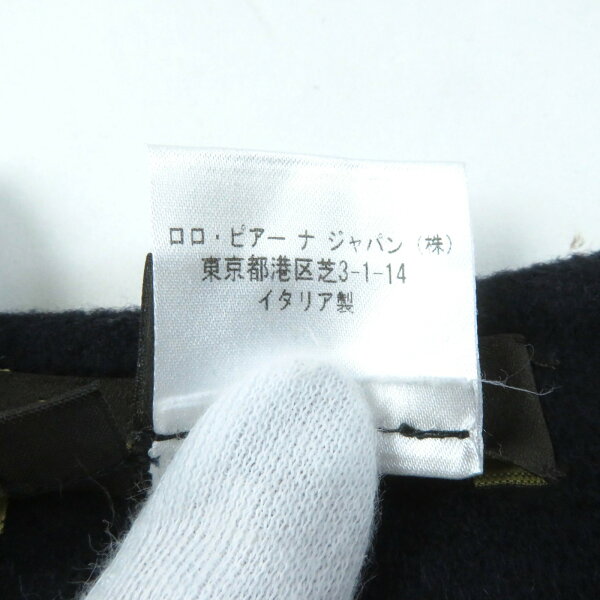 ロロ・ピアー ナ ジャパン (株)
東京都港区芝3-1-14
イタリア製